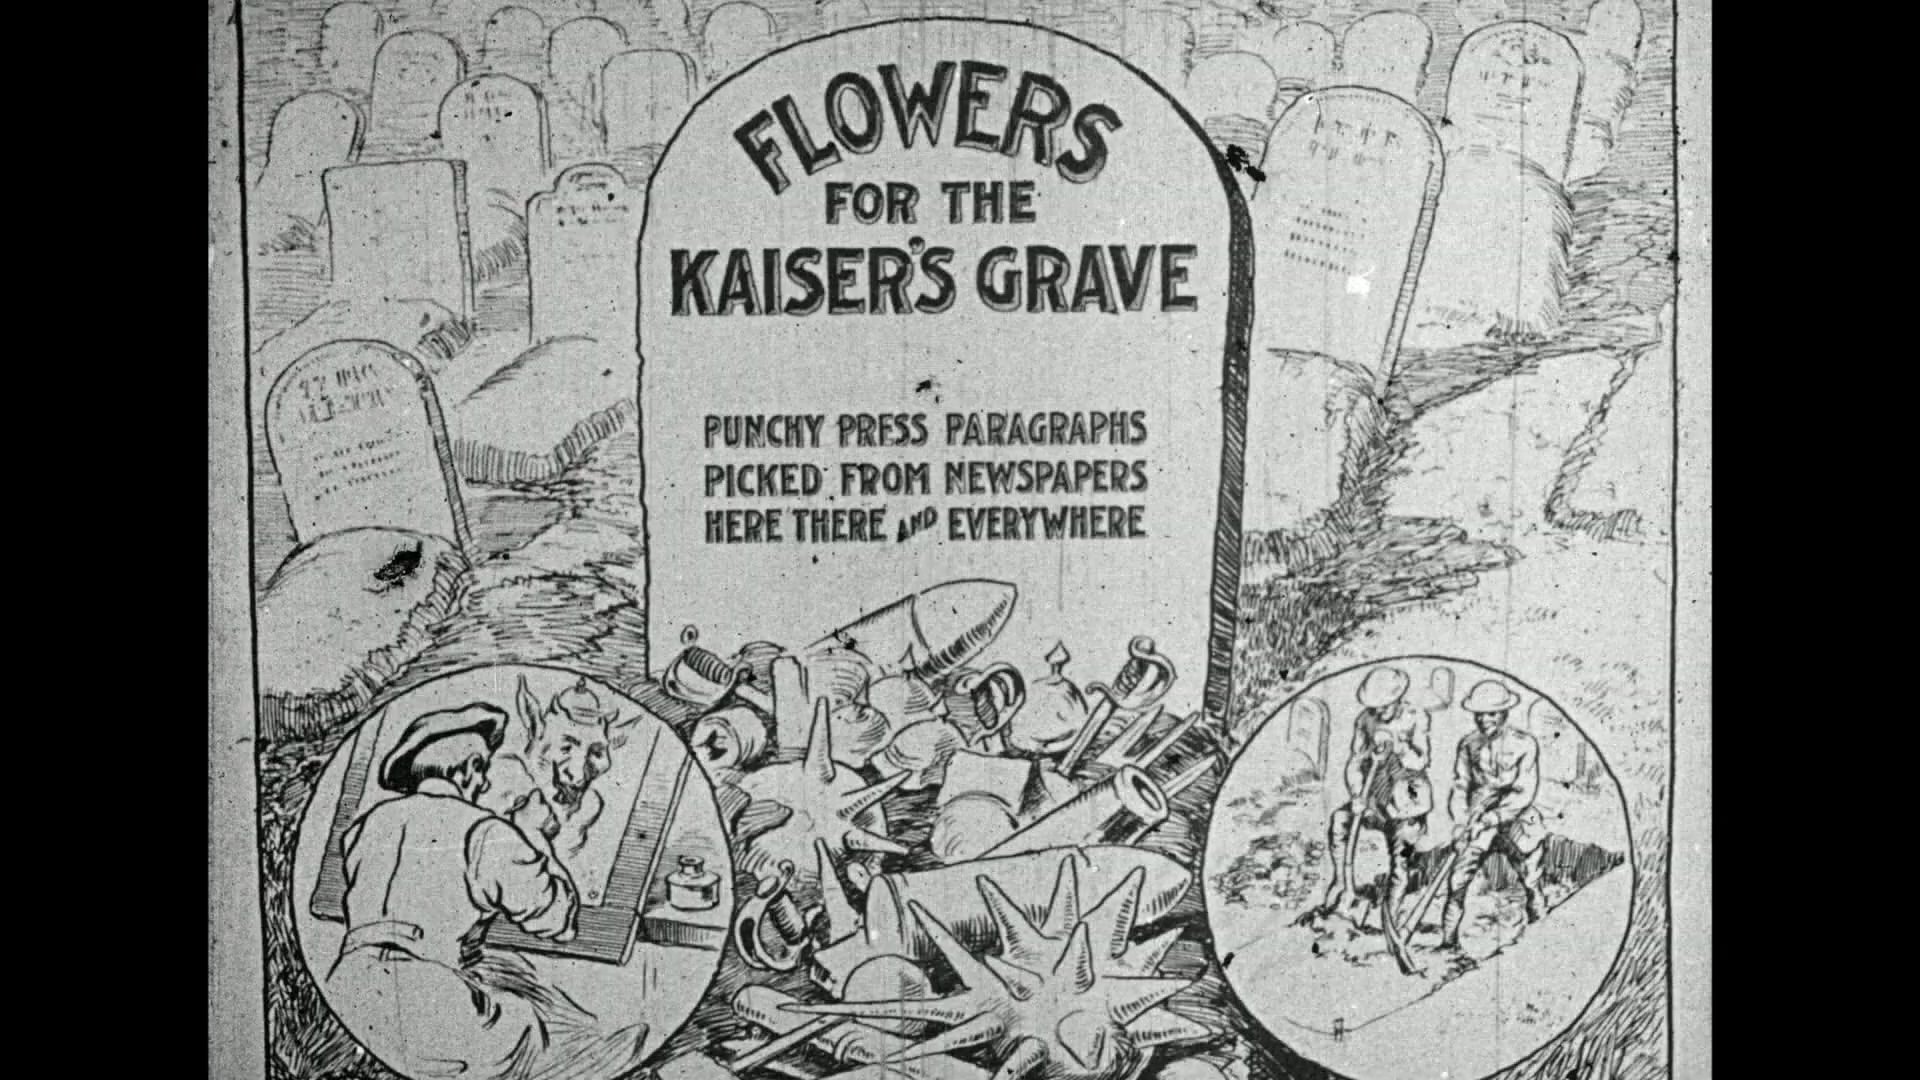 FLOWERS
FOR THE
KAISER'S GRAVE
PUNCHY PRESS PARAGRAPHS
PICKED FROM NEWSPAPERS
HERE THERE AND EVERYWHERE